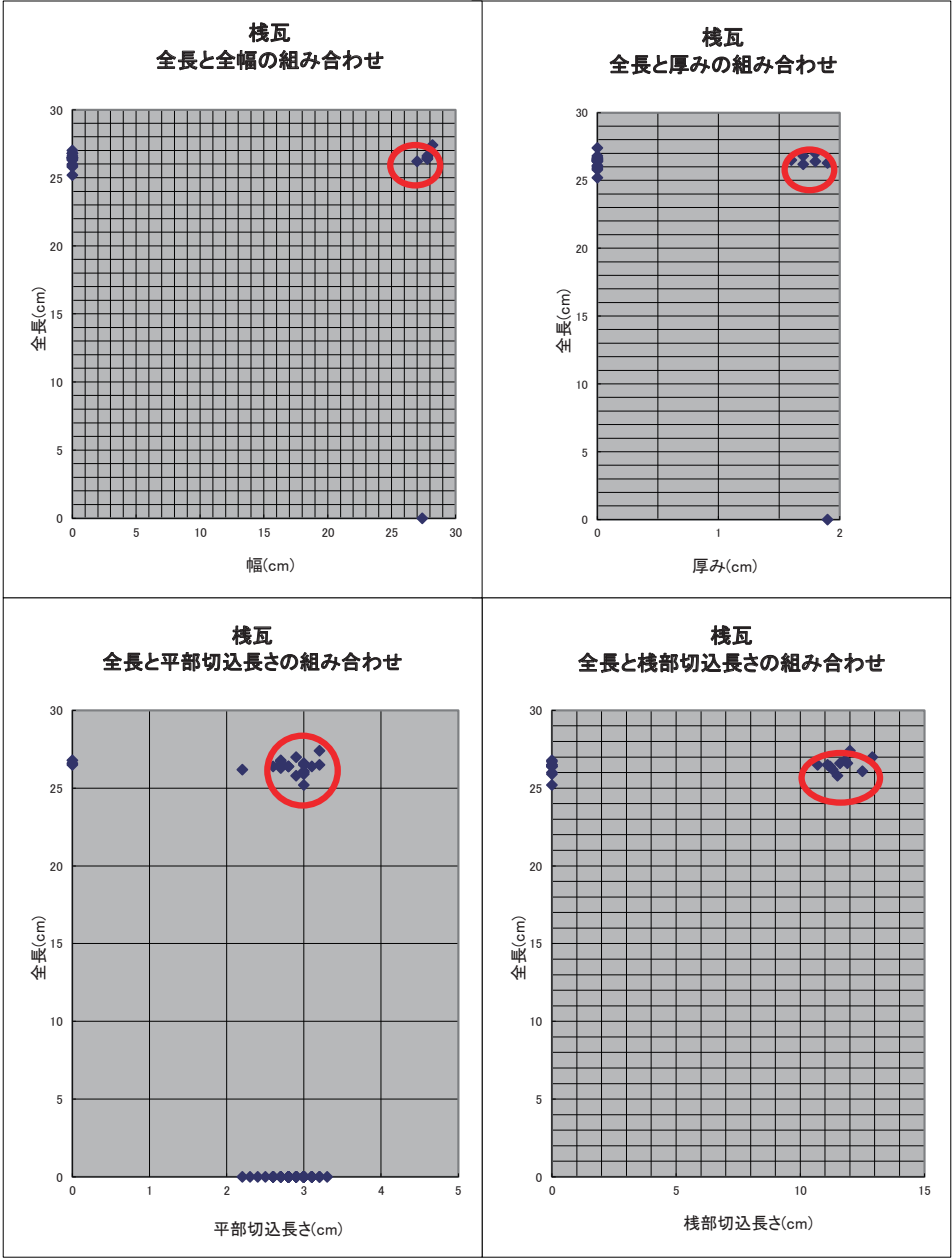 桟瓦
全長と全幅の組み合わせ
30
25
20
15
10
5
0
全長(cm)
0 5 10 15 20 25 30
幅(cm)
桟瓦
全長と厚みの組み合わせ
30
25
20
15
10
5
0
全長(cm)
0 1 2
厚み(cm)
桟瓦
全長と平部切込長さの組み合わせ
30
25
20
15
10
5
0
全長(cm)
0 1 2 3 4 5
平部切込長さ(cm)
桟瓦
全長と桟部切込長さの組み合わせ
30
25
20
15
10
5
0
全長(cm)
0 5 10 15
桟部切込長さ(cm)